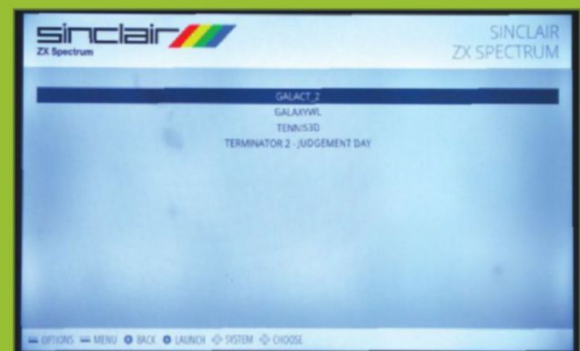 sinclair
ZX Spectrum
SINCLAIR
ZX SPECTRUM
GALACT_2
GALAXYWL
TENNIS3D
TERMINATOR 2 - JUDGEMENT DAY
OPTIONS MENU BACK LAUNCH SYSTEM CHOOSE